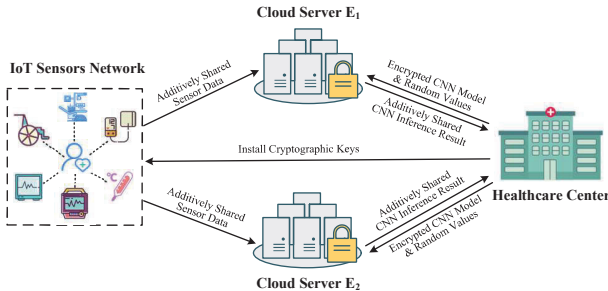 Cloud Server E₁
IoT Sensors Network
Additively Shared
Sensor Data
Encrypted CNN Model
& Random Values
Additively Shared
CNN Inference Result
°C
Install Cryptographic Keys
Healthcare Center
Additively Shared
Sensor Data
Additively Shared
CNN Inference Result
Encrypted CNN Model
& Random Values
Cloud Server E₂